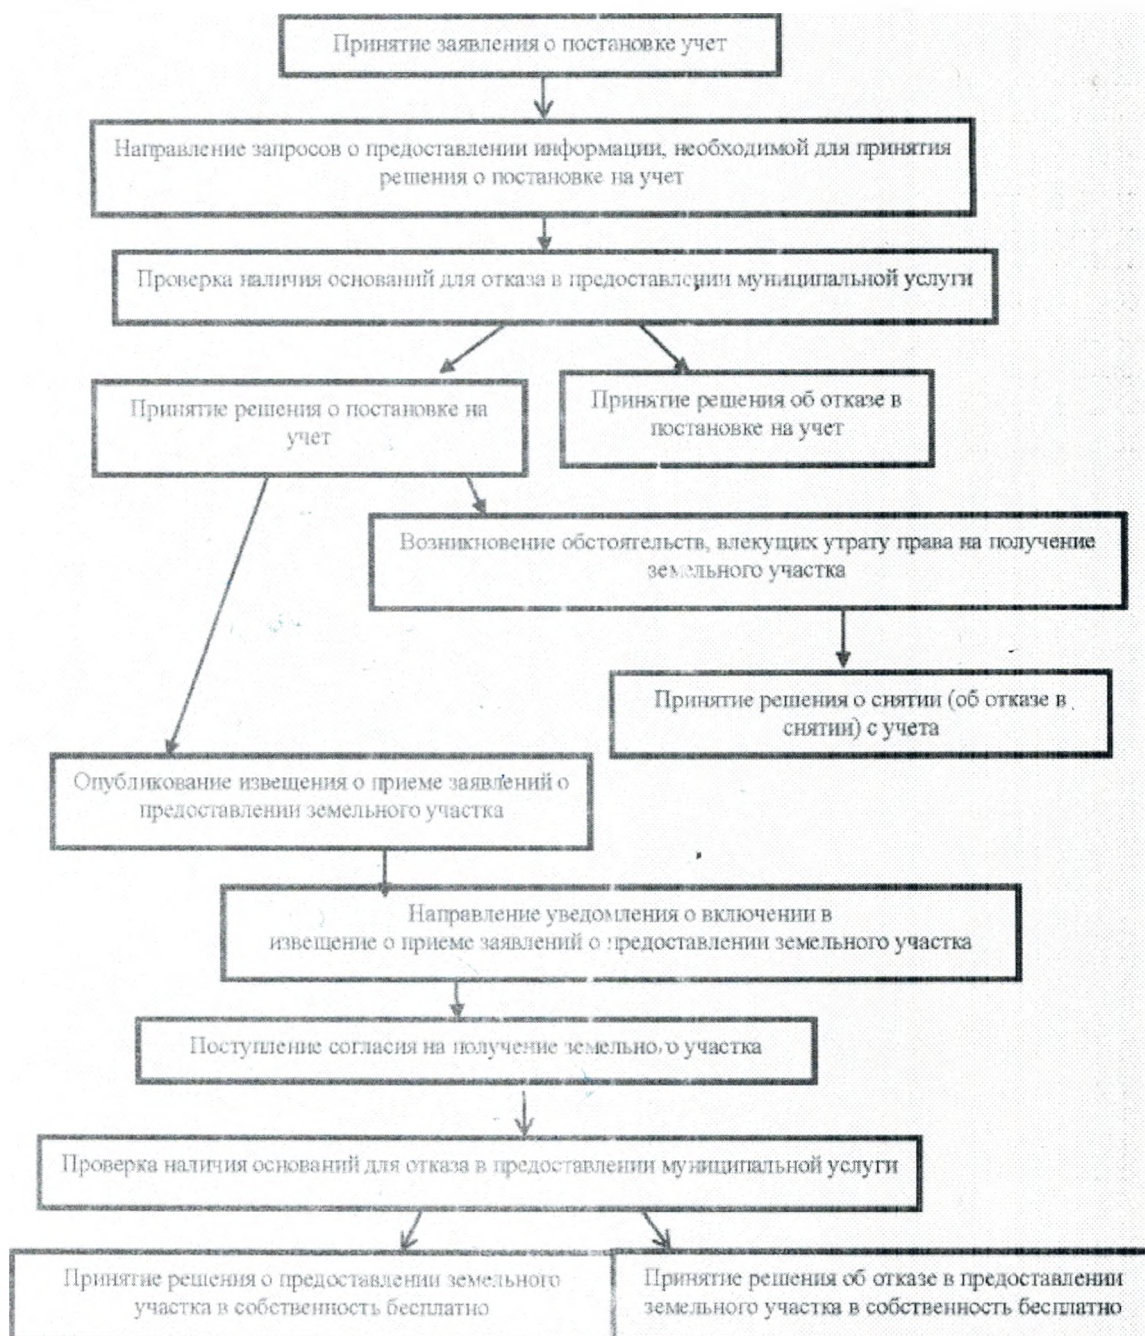 Принятие заявления о постановке учет
Направление запросов о предоставлении информации, необходимой для принятия
решения о постановке на учет
Проверка наличия оснований для отказа в предоставлении муниципальной услуги
Принятие решения о постановке на
учет
Принятие решения об отказе в
постановке на учет
Возникновение обстоятельств, влекущих утрату права на получение
земельного участка
Принятие решения о снятии (об отказе в
снятии) с учета
Опубликование извещения о приеме заявлений о
предоставлении земельного участка
Направление уведомления о включении в
извещение о приеме заявлений о предоставлении земельного участка
Поступление согласия на получение земельного участка
Проверка наличия оснований для отказа в предоставлении муниципальной услуги
Принятие решения о предоставлении земельного
участка в собственность бесплатно
Принятие решения об отказе в предоставлении
земельного участка в собственность бесплатно